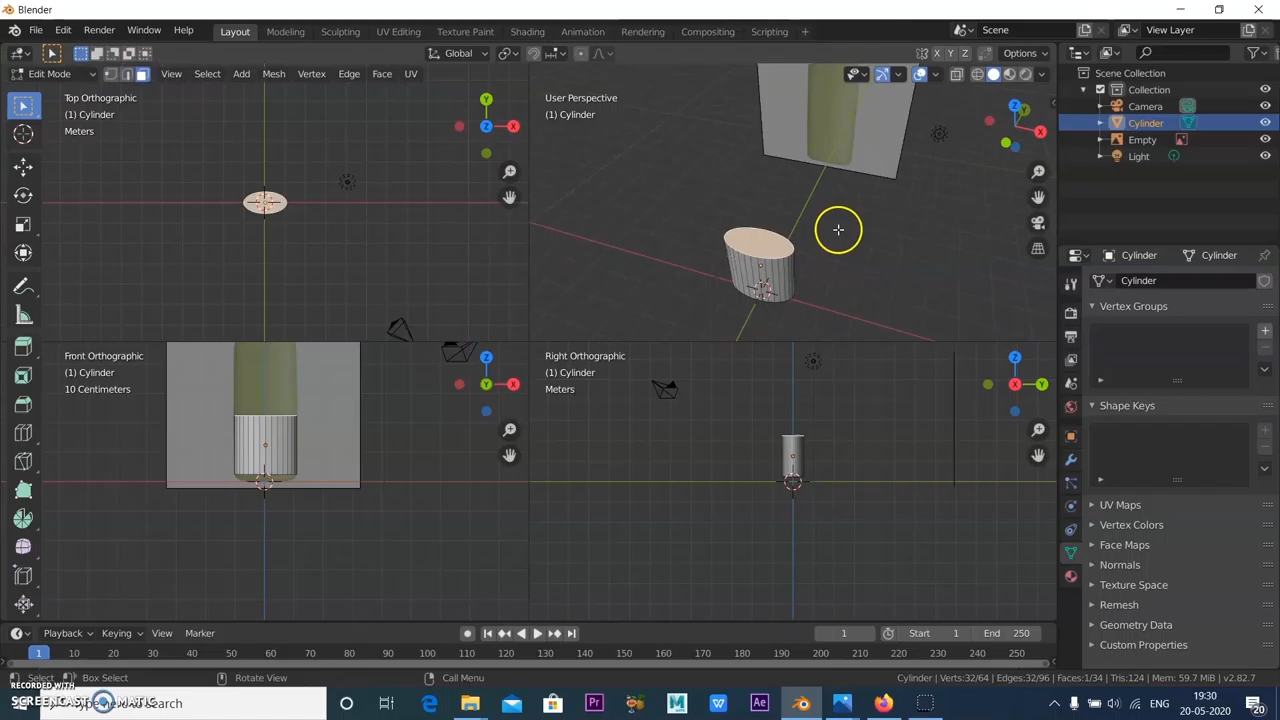 Blender
File Edit Render Window Help
Layout Modeling Sculpting UV Editing Texture Paint Shading Animation Rendering Compositing Scripting +
Scene
View Layer
Global
X Y Z
Options
Edit Mode
View Select Add Mesh Vertex Edge Face UV
Top Orthographic
(1) Cylinder
Meters
Y
Z X
User Perspective
(1) Cylinder
Z Y
X
Scene Collection
Collection
Camera
Cylinder
Empty
Light
Front Orthographic
(1) Cylinder
10 Centimeters
Z
Y X
Right Orthographic
(1) Cylinder
Meters
Z
X Y
Cylinder Cylinder
Cylinder
Vertex Groups
Shape Keys
UV Maps
Vertex Colors
Face Maps
Normals
Texture Space
Remesh
Geometry Data
Custom Properties
Playback Keying View Marker
1
Start 1 End 250
1 10 20 30 40 50 60 70 80 90 100 110 120 130 140 150 160 170 180 190 200 210 220 230 240 250
Select Box Select Rotate View Call Menu
Cylinder | Verts:32/64 | Edges:32/96 | Faces:1/34 | Tris:124 | Mem: 59.7 MiB | v2.82.7
RECORDED WITH
SCREENCAST MATIC
here to search
Pr
M
W
Ae
ENG
19:30
20-05-2020
20